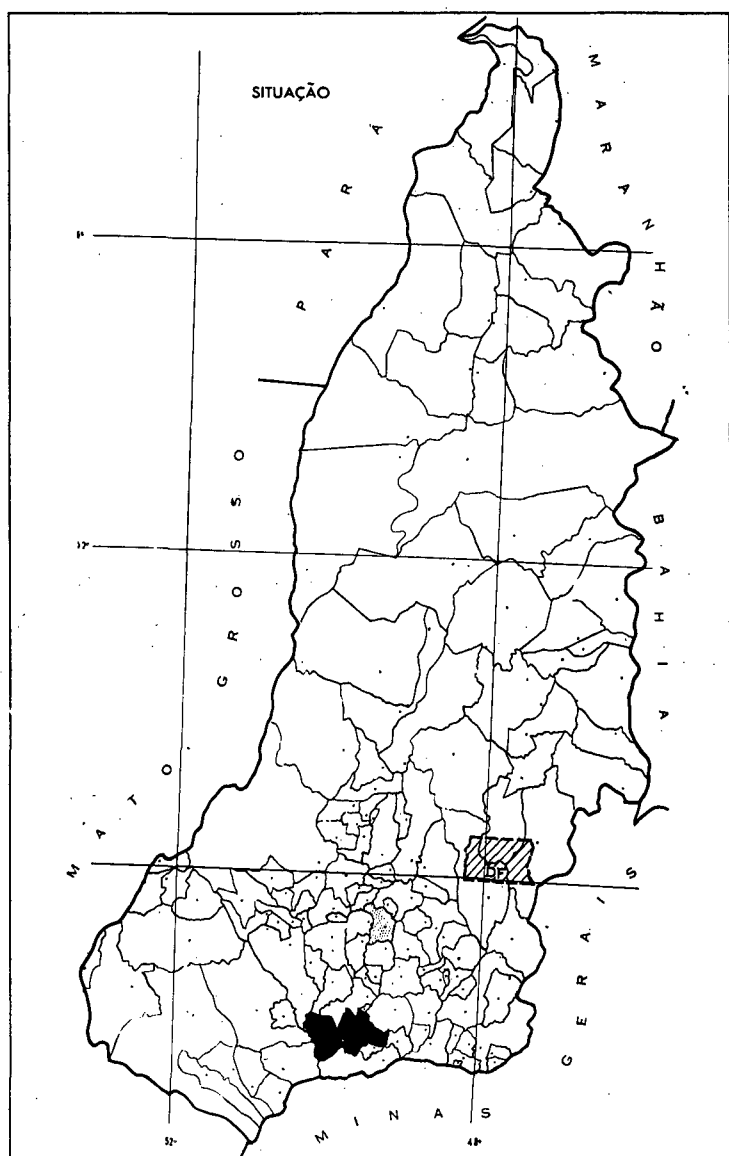 SITUAÇÃO
MARANHÃO
PARÁ
MATO GROSSO
BAHIA
DF
MINAS GERAIS
52°
48°